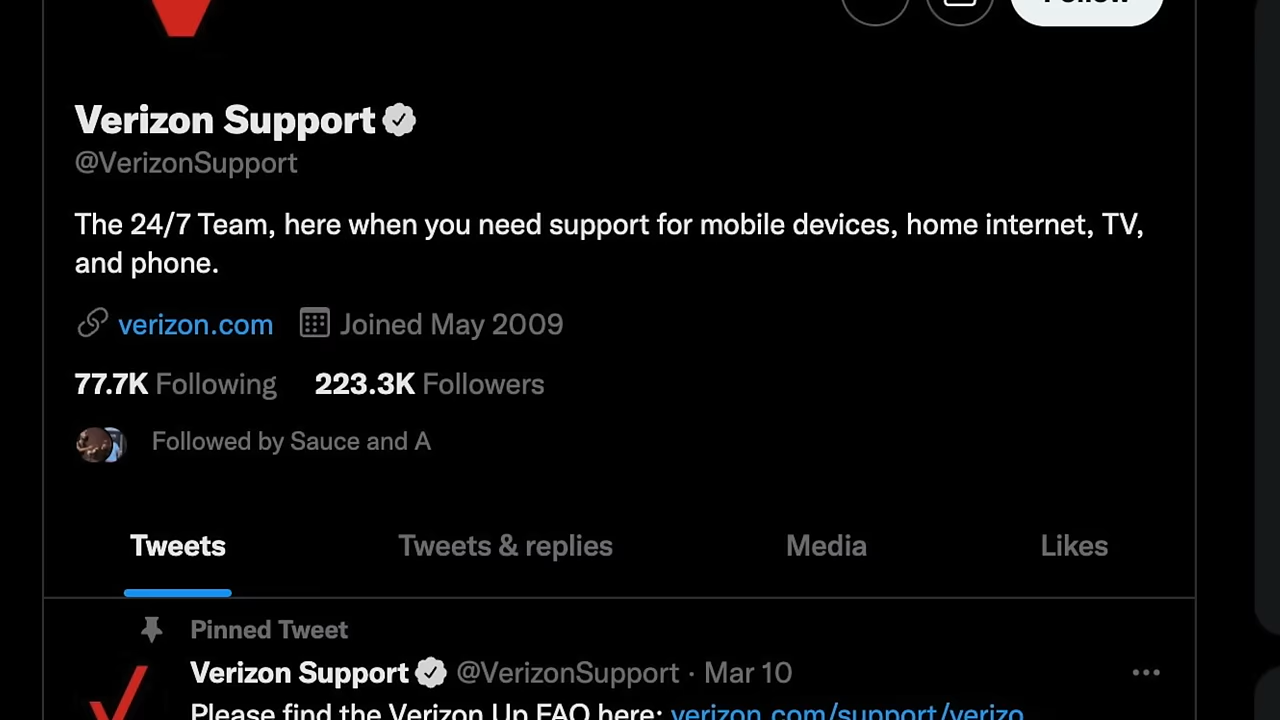 Follow
Verizon Support
@VerizonSupport
The 24/7 Team, here when you need support for mobile devices, home internet, TV,
and phone.
verizon.com Joined May 2009
77.7K Following 223.3K Followers
Followed by Sauce and A
Tweets Tweets & replies Media Likes
Pinned Tweet
Verizon Support @VerizonSupport · Mar 10
Please find the Verizon Up FAQ here: verizon.com/support/verizo